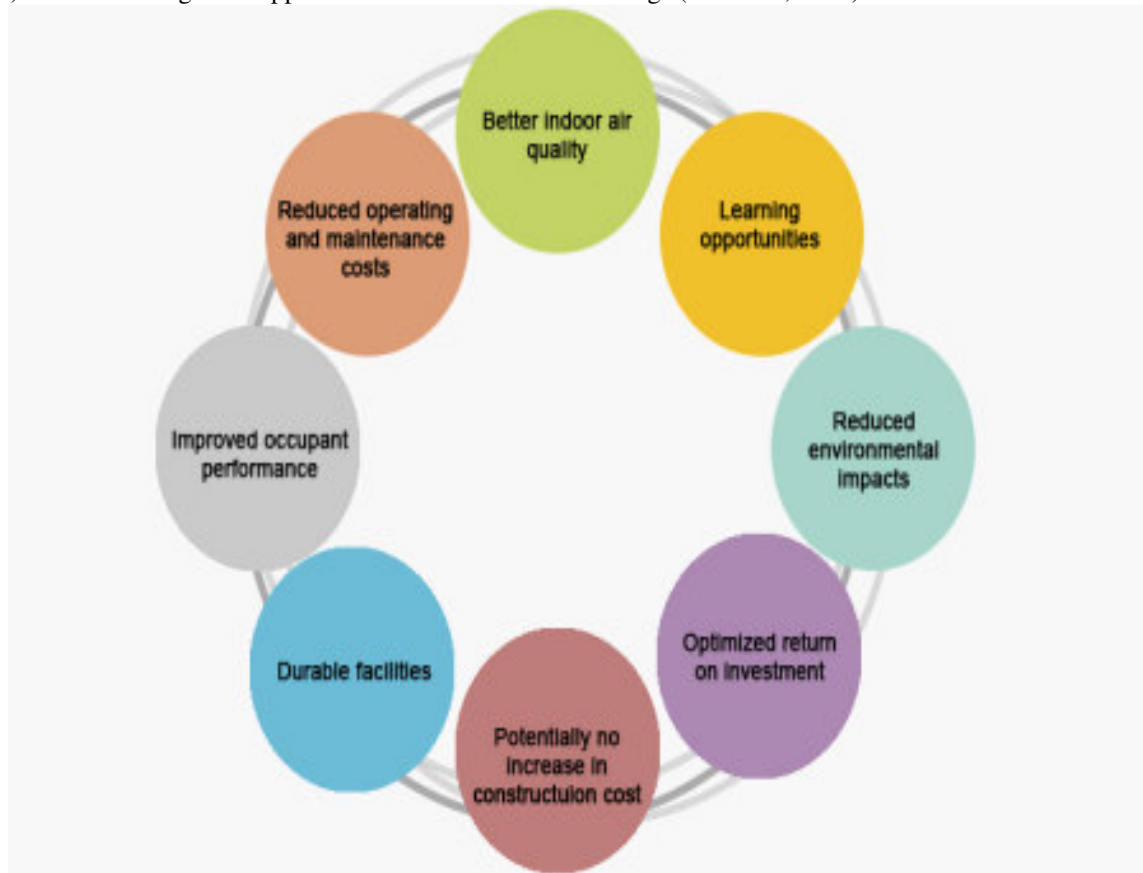 Better indoor air
quality
Learning
opportunities
Reduced
environmental
impacts
Optimized return
on investment
Potentially no
increase in
constructuion cost
Durable facilities
Improved occupant
performance
Reduced operating
and maintenance
costs